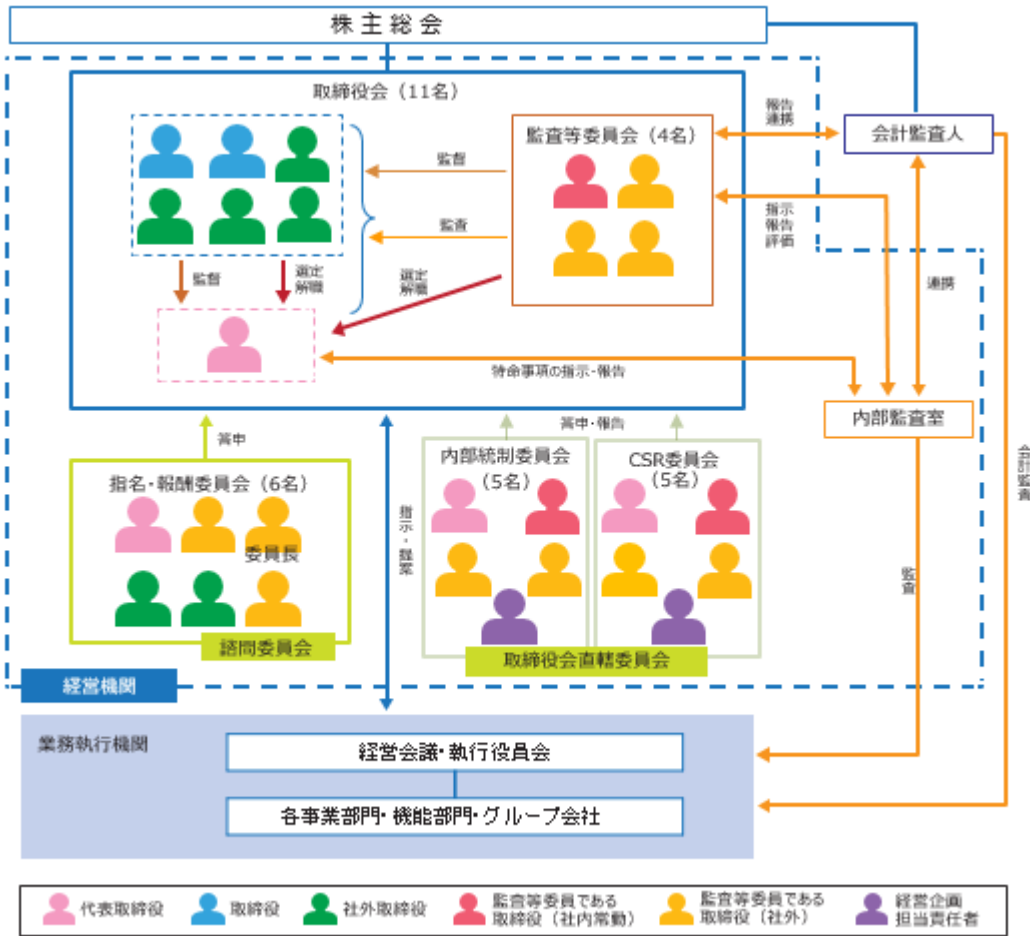 株主総会
取締役会（11名）
監査等委員会（4名）
報告
連携
会計監査人
監督
監査
指示
報告
評価
監督
選定
解職
選定
解職
連携
特命事項の指示・報告
内部監査室
答申
答申・報告
指名・報酬委員会（6名）
委員長
諮問委員会
指示・提案
内部統制委員会
（5名）
CSR委員会
（5名）
取締役会直轄委員会
会計監査
監査
経営機関
業務執行機関
経営会議・執行役員会
各事業部門・機能部門・グループ会社
代表取締役
取締役
社外取締役
監査等委員である
取締役（社内常勤）
監査等委員である
取締役（社外）
経営企画
担当責任者